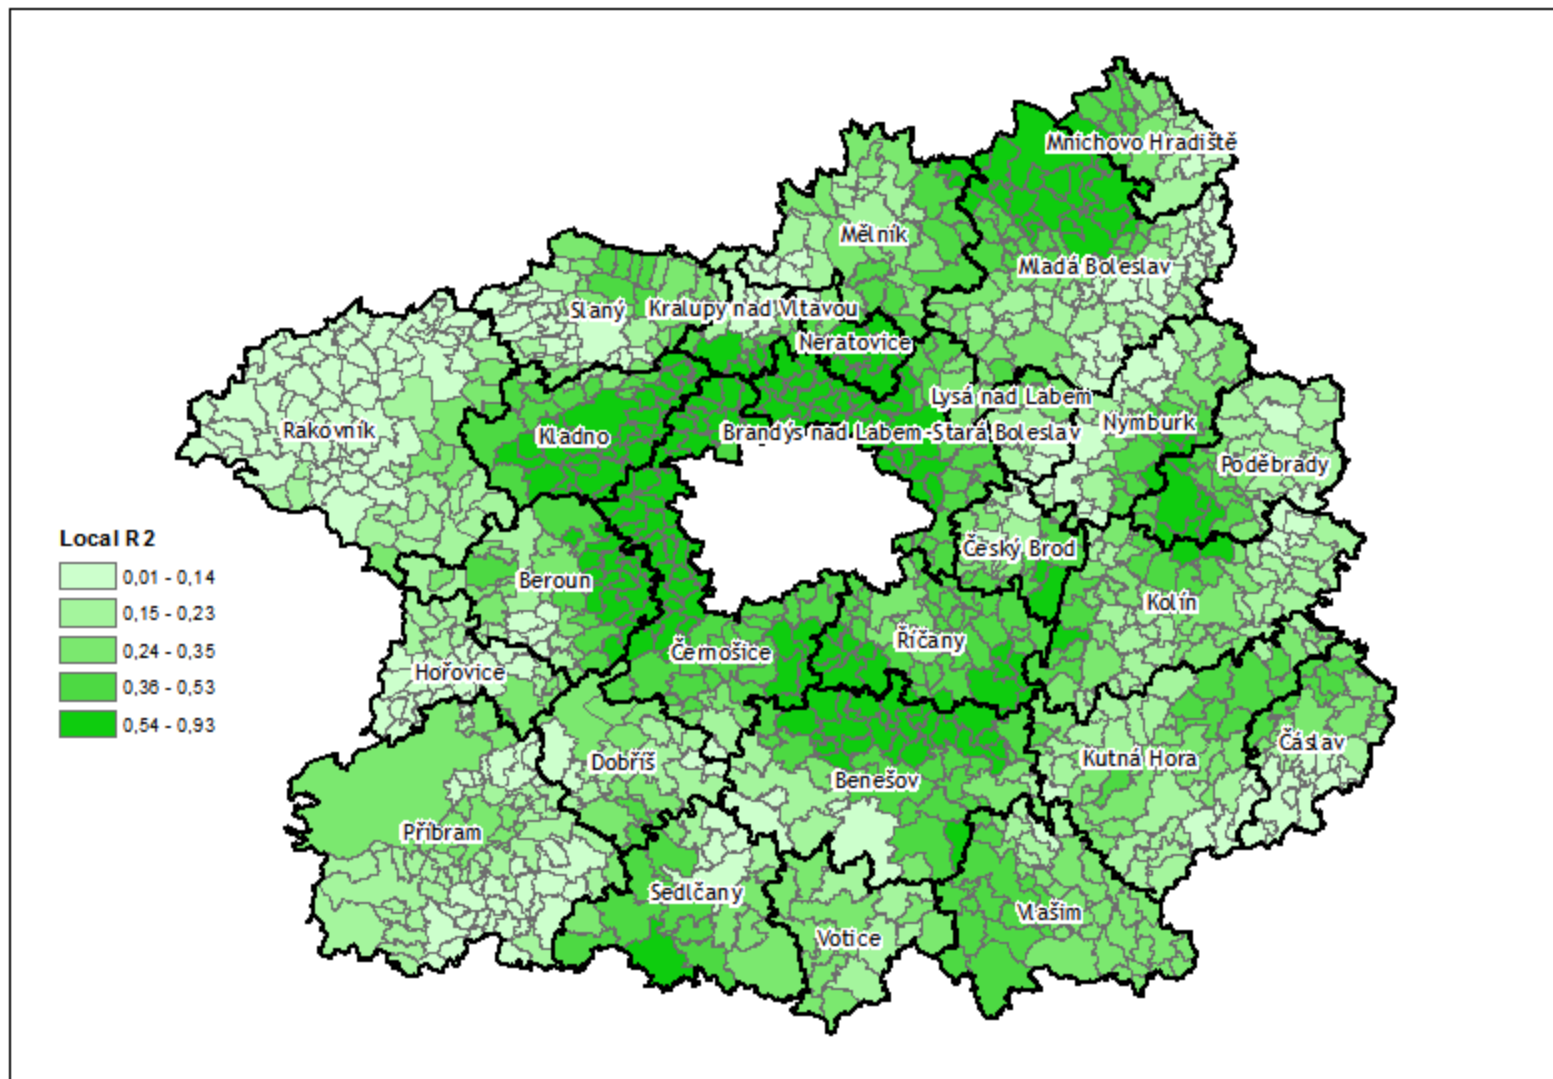 Mnichovo Hradiště
Mělník
Mladá Boleslav
Slaný
Kralupy nad Vltavou
Neratovice
Lysá nad Labem
Nymburk
Rakovník
Kladno
Brandýs nad Labem-Stará Boleslav
Poděbrady
Český Brod
Beroun
Kolín
Říčany
Černošice
Hořovice
Kutná Hora
Čáslav
Dobříš
Benešov
Příbram
Sedlčany
Vlašim
Votice
Local R2
0,01 - 0,14
0,15 - 0,23
0,24 - 0,35
0,36 - 0,53
0,54 - 0,93